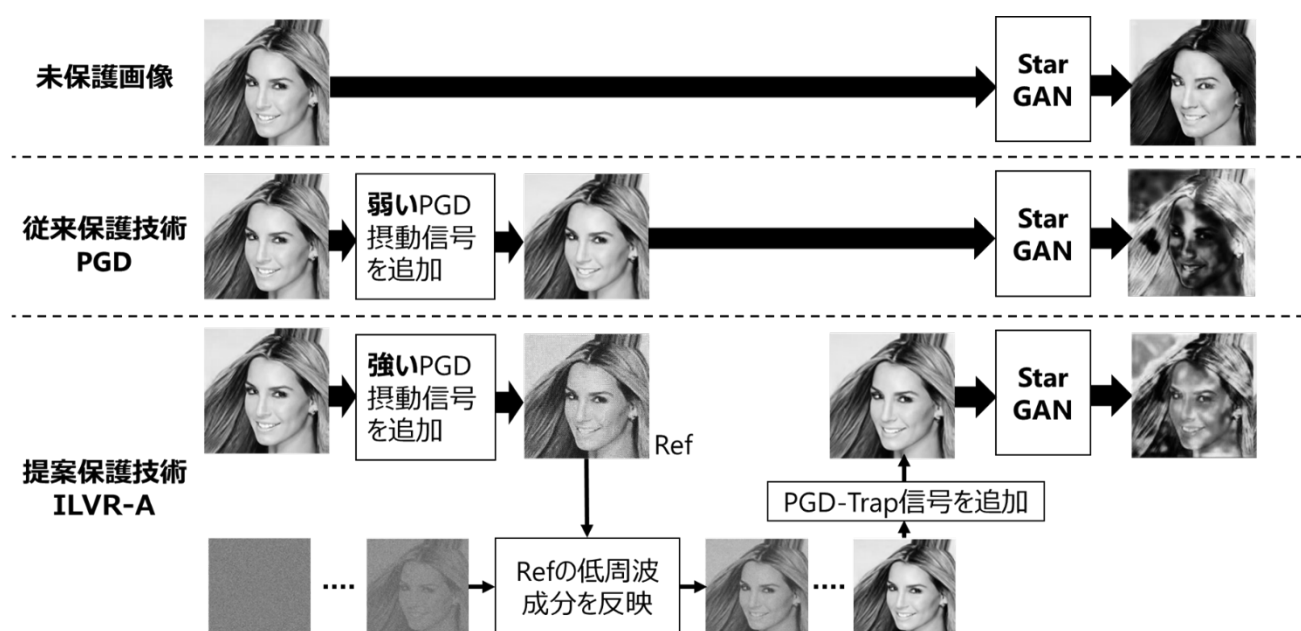 未保護画像
Star
GAN
従来保護技術
PGD
弱いPGD
摂動信号
を追加
Star
GAN
提案保護技術
ILVR-A
強いPGD
摂動信号
を追加
Ref
Star
GAN
PGD-Trap信号を追加
....
Refの低周波
成分を反映
....